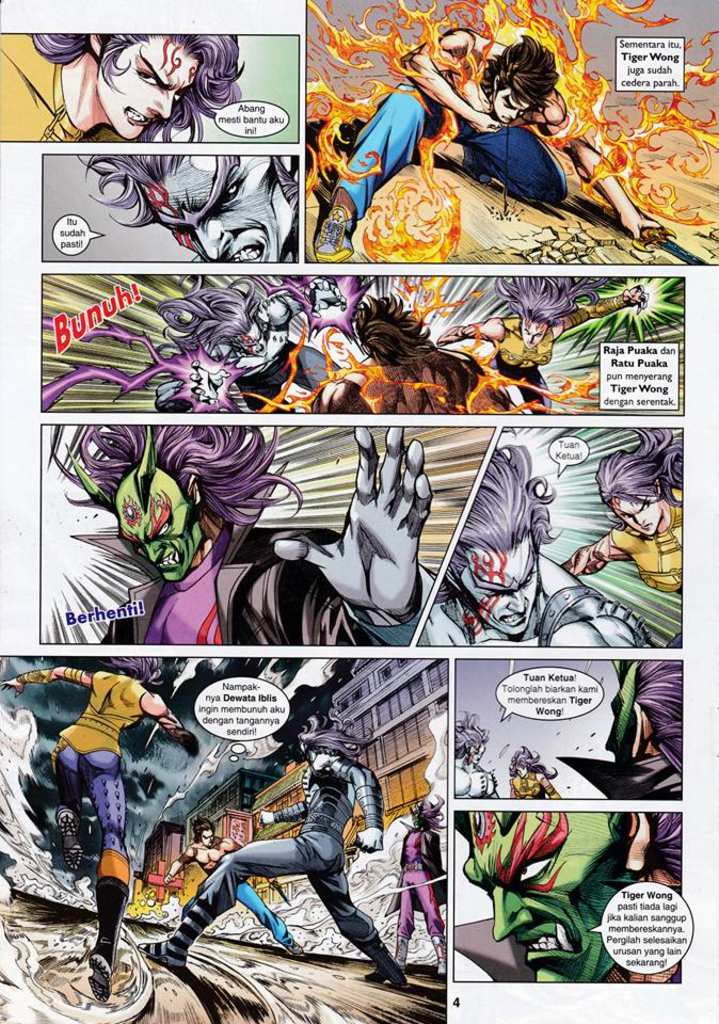 Abang
mesti bantu aku
ini!
Sementara itu,
Tiger Wong
juga sudah
cedera parah.
Itu
sudah
pasti!
Bunuh!
Raja Puaka dan
Ratu Puaka
pun menyerang
Tiger Wong
dengan serentak.
Berhenti!
Tuan
Ketua!
Nampak-
nya Dewata Iblis
ingin membunuh aku
dengan tangannya
sendiri!
Tuan Ketua!
Tolonglah biarkan kami
membereskan Tiger
Wong!
Tiger Wong
pasti tiada lagi
jika kalian sanggup
membereskannya.
Pergilah selesaikan
urusan yang lain
sekarang!
4